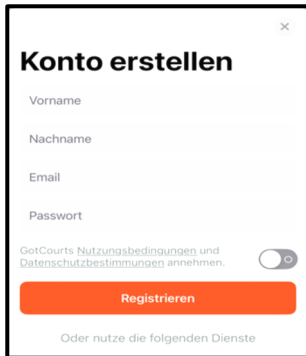 Konto erstellen
Vorname
Nachname
Email
Passwort
GotCourts Nutzungsbedingungen und
Datenschutzbestimmungen annehmen.
Registrieren
Oder nutze die folgenden Dienste